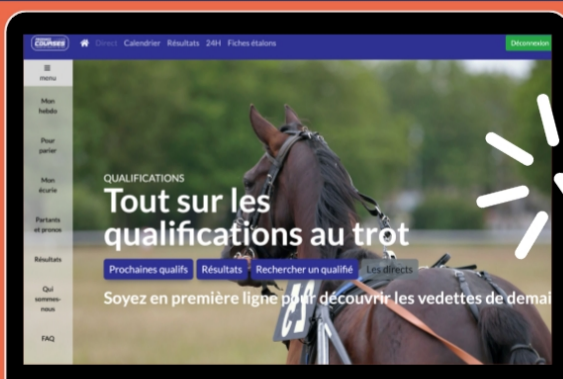 COURSES
Direct Calendrier Résultats 24H Fiches étalons
Déconnexion
menu
Mon
hebdo
Pour
parier
Mon
écurie
Partants
et pronos
Résultats
Qui
sommes-
nous
FAQ
QUALIFICATIONS
Tout sur les
qualifications au trot
Prochaines qualifs Résultats Rechercher un qualifié Les directs
Soyez en première ligne pour découvrir les vedettes de demai